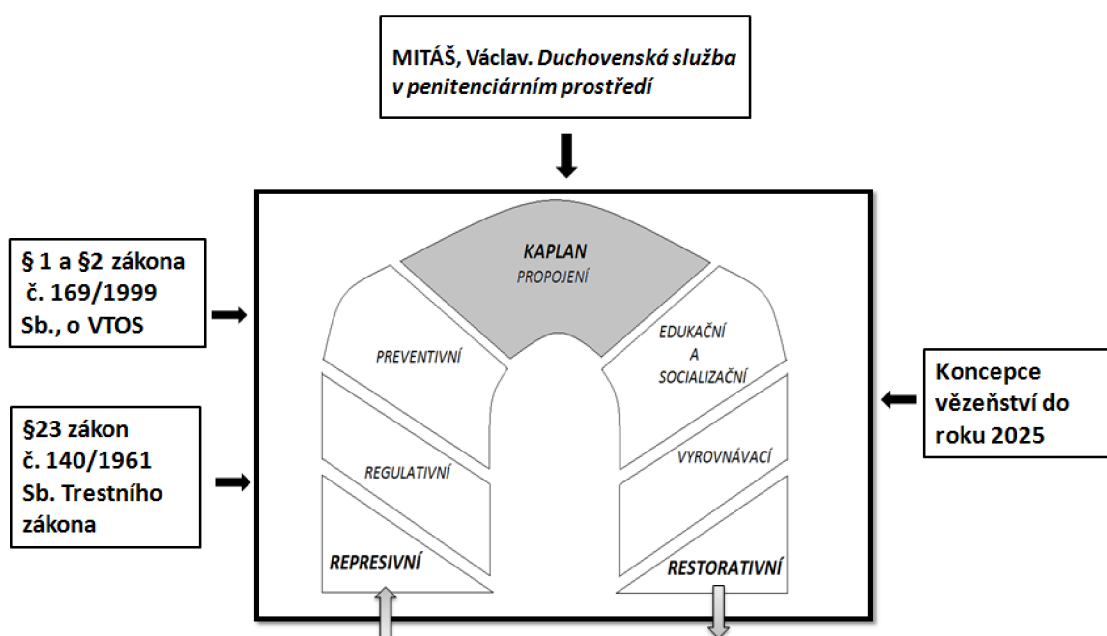 MITÁŠ, Václav. Duchovenská služba
v penitenciárním prostředí
§ 1 a §2 zákona
č. 169/1999
Sb., o VTOS
§23 zákon
č. 140/1961
Sb. Trestního
zákona
KAPLAN
PROPOJENÍ
PREVENTIVNÍ
REGULATIVNÍ
REPRESIVNÍ
EDUKAČNÍ
A
SOCIALIZAČNÍ
VYROVNÁVACÍ
RESTORATIVNÍ
Koncepce
vězeňství do
roku 2025